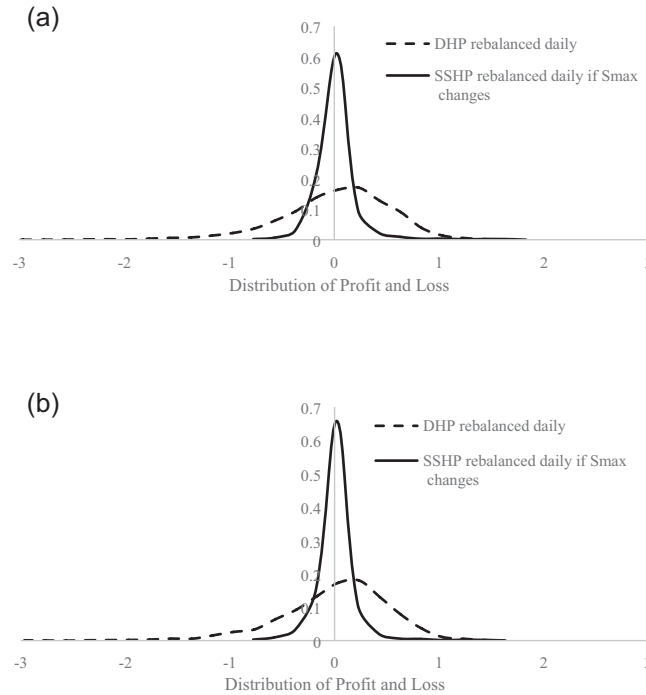 (a)
0.7
DHP rebalanced daily
0.6
SSHP rebalanced daily if Smax
changes
0.5
0.4
0.3
0.2
0.1
0
-3 -2 -1 0 1 2 3
Distribution of Profit and Loss
(b)
0.7
DHP rebalanced daily
0.6
SSHP rebalanced daily if Smax
changes
0.5
0.4
0.3
0.2
0.1
0
-3 -2 -1 0 1 2 3
Distribution of Profit and Loss